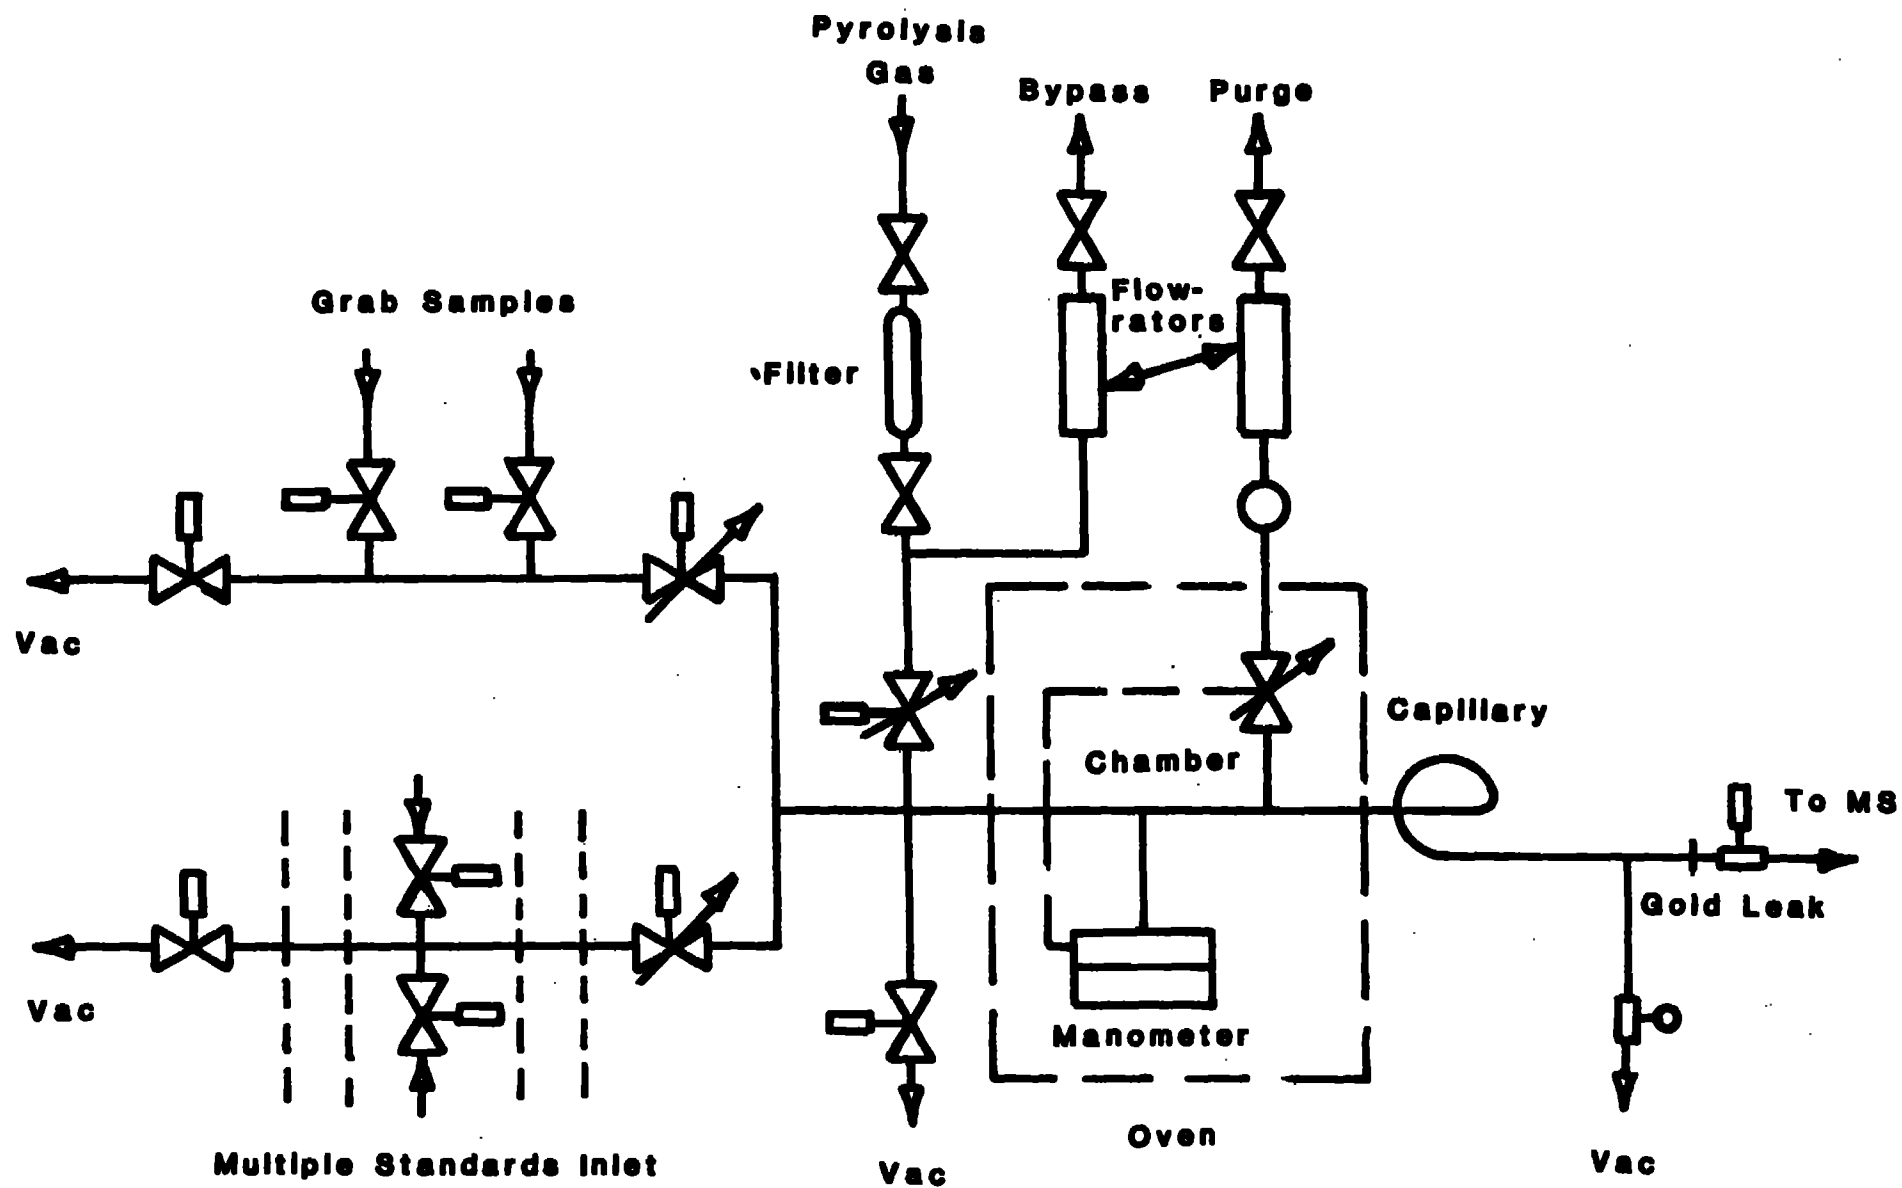 Pyrolysis
Gas
Bypass
Purge
Flow-
rators
Grab Samples
Filter
Vac
Capillary
Chamber
To MS
Gold Leak
Vac
Manometer
Oven
Multiple Standards Inlet
Vac
Vac